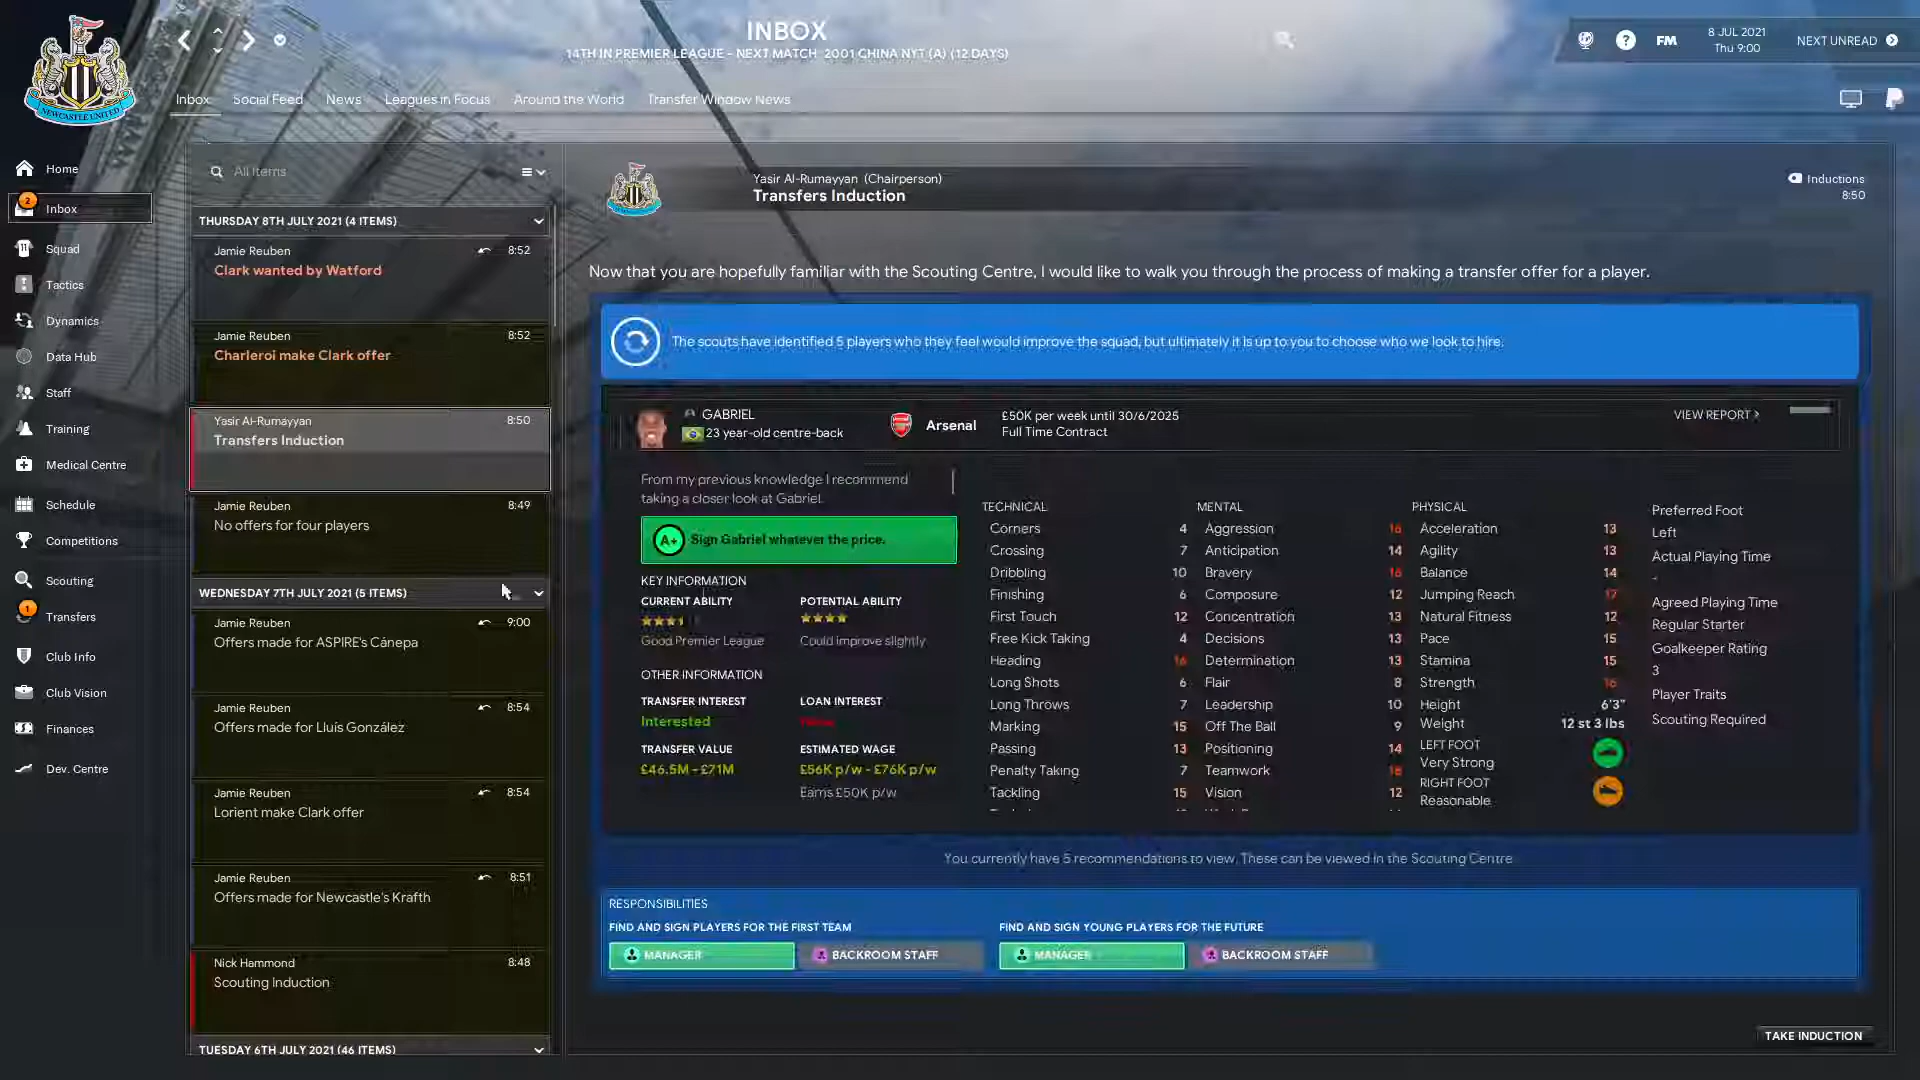 INBOX
14TH IN PREMIER LEAGUE - NEXT MATCH 2001 CHINA NYT (A) (12 DAYS)
FM
8 JUL 2021
Thu 9:00
NEXT UNREAD
NEWCASTLE UNITED
Inbox
Social Feed
News
Leagues in Focus
Around the World
Transfer Window News
Home
2
Inbox
Squad
Tactics
Dynamics
Data Hub
Staff
Training
Medical Centre
Schedule
Competitions
Scouting
1
Transfers
Club Info
Club Vision
Finances
Dev. Centre
All Items
THURSDAY 8TH JULY 2021 (4 ITEMS)
Jamie Reuben 8:52
Clark wanted by Watford
Jamie Reuben 8:52
Charleroi make Clark offer
Yasir Al-Rumayyan 8:50
Transfers Induction
Jamie Reuben 8:49
No offers for four players
WEDNESDAY 7TH JULY 2021 (5 ITEMS)
Jamie Reuben 9:00
Offers made for ASPIRE's Cánepa
Jamie Reuben 8:54
Offers made for Lluís González
Jamie Reuben 8:54
Lorient make Clark offer
Jamie Reuben 8:51
Offers made for Newcastle's Krafth
Nick Hammond 8:48
Scouting Induction
TUESDAY 6TH JULY 2021 (46 ITEMS)
Yasir Al-Rumayyan (Chairperson)
Transfers Induction
Inductions
8:50
Now that you are hopefully familiar with the Scouting Centre, I would like to walk you through the process of making a transfer offer for a player.
The scouts have identified 5 players who they feel would improve the squad, but ultimately it is up to you to choose who we look to hire.
GABRIEL
23 year-old centre-back
Arsenal
£50K per week until 30/6/2025
Full Time Contract
VIEW REPORT >
From my previous knowledge I recommend
taking a closer look at Gabriel.
A+ Sign Gabriel whatever the price.
KEY INFORMATION
CURRENT ABILITY POTENTIAL ABILITY
Good Premier League Could improve slightly
OTHER INFORMATION
TRANSFER INTEREST LOAN INTEREST
Interested
TRANSFER VALUE ESTIMATED WAGE
£46.5M - £71M £56K p/w - £76K p/w
Earns £50K p/w
TECHNICAL
Corners 4
Crossing 7
Dribbling 10
Finishing 6
First Touch 12
Free Kick Taking 4
Heading 16
Long Shots 6
Long Throws 7
Marking 15
Passing 13
Penalty Taking 7
Tackling 15
MENTAL
Aggression 16
Anticipation 14
Bravery 16
Composure 12
Concentration 13
Decisions 13
Determination 13
Flair 8
Leadership 10
Off The Ball 9
Positioning 14
Teamwork 16
Vision 12
PHYSICAL
Acceleration 13
Agility 13
Balance 14
Jumping Reach 17
Natural Fitness 12
Pace 15
Stamina 15
Strength 16
Height 6'3"
Weight 12 st 3 lbs
LEFT FOOT
Very Strong
RIGHT FOOT
Reasonable
Preferred Foot
Left
Actual Playing Time
-
Agreed Playing Time
Regular Starter
Goalkeeper Rating
3
Player Traits
Scouting Required
You currently have 5 recommendations to view. These can be viewed in the Scouting Centre
RESPONSIBILITIES
FIND AND SIGN PLAYERS FOR THE FIRST TEAM
MANAGER BACKROOM STAFF
FIND AND SIGN YOUNG PLAYERS FOR THE FUTURE
MANAGER BACKROOM STAFF
TAKE INDUCTION